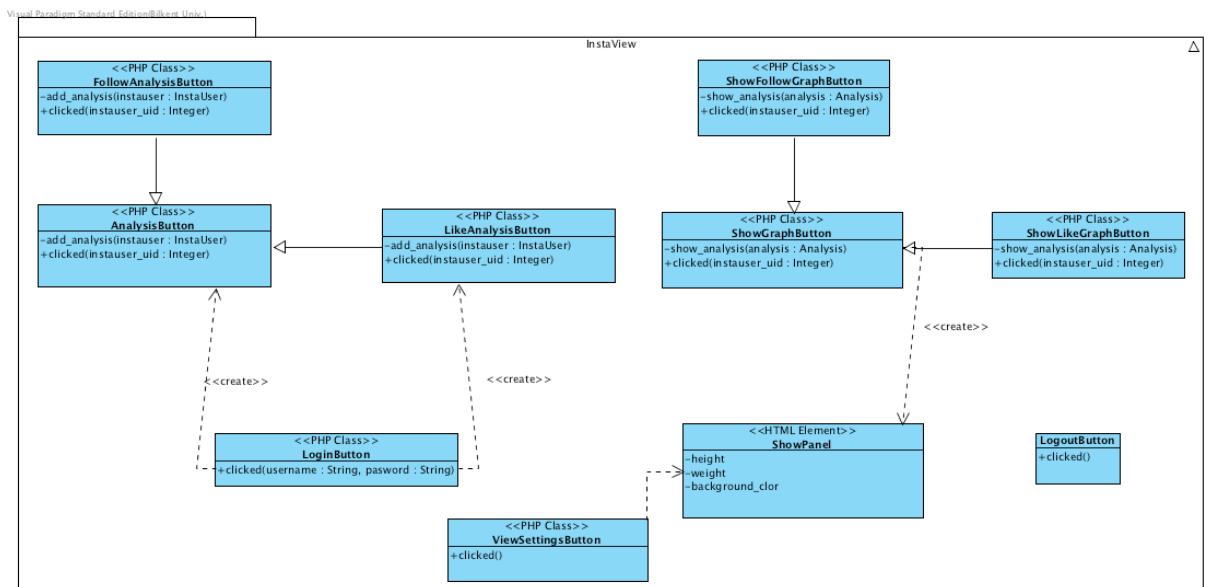 Visual Paradigm Standard Edition(Bilkent Univ.)
InstaView
<<PHP Class>>
FollowAnalysisButton
-add_analysis(instauser : InstaUser)
+clicked(instauser_uid : Integer)
<<PHP Class>>
ShowFollowGraphButton
-show_analysis(analysis : Analysis)
+clicked(instauser_uid : Integer)
<<PHP Class>>
AnalysisButton
-add_analysis(instauser : InstaUser)
+clicked(instauser_uid : Integer)
<<PHP Class>>
LikeAnalysisButton
-add_analysis(instauser : InstaUser)
+clicked(instauser_uid : Integer)
<<PHP Class>>
ShowGraphButton
-show_analysis(analysis : Analysis)
+clicked(instauser_uid : Integer)
<<PHP Class>>
ShowLikeGraphButton
-show_analysis(analysis : Analysis)
+clicked(instauser_uid : Integer)
<<create>>
<<create>>
<<create>>
<<PHP Class>>
LoginButton
+clicked(username : String, pasword : String)
<<HTML Element>>
ShowPanel
-height
-weight
-background_clor
LogoutButton
+clicked()
<<PHP Class>>
ViewSettingsButton
+clicked()